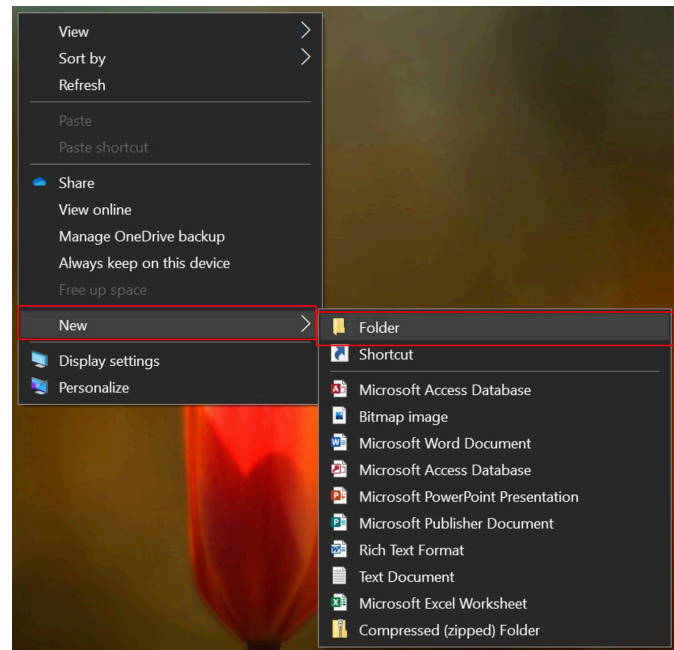 View
Sort by
Refresh
Paste
Paste shortcut
Share
View online
Manage OneDrive backup
Always keep on this device
Free up space
New
Display settings
Personalize
Folder
Shortcut
Microsoft Access Database
Bitmap image
Microsoft Word Document
Microsoft Access Database
Microsoft PowerPoint Presentation
Microsoft Publisher Document
Rich Text Format
Text Document
Microsoft Excel Worksheet
Compressed (zipped) Folder